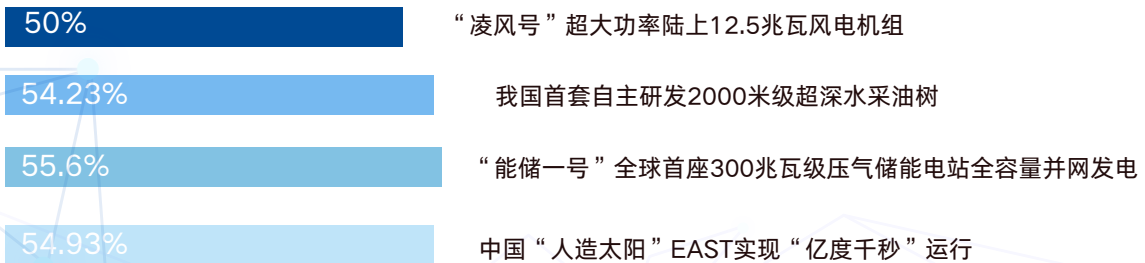 50% “凌风号”超大功率陆上12.5兆瓦风电机组
54.23% 我国首套自主研发2000米级超深水采油树
55.6% “能储一号”全球首座300兆瓦级压气储能电站全容量并网发电
54.93% 中国“人造太阳”EAST实现“亿度千秒”运行